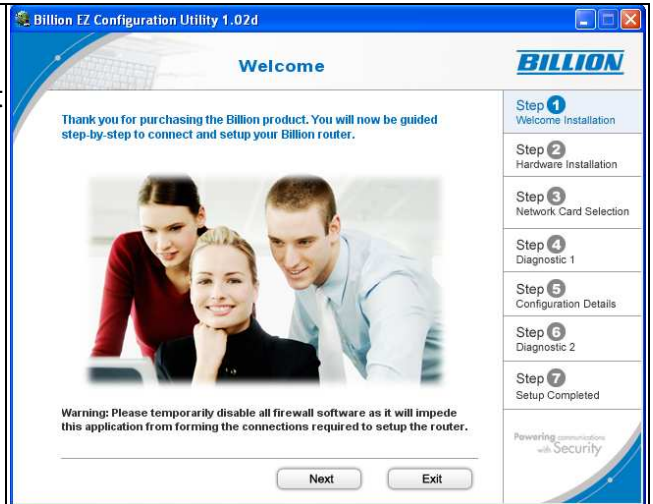 Billion EZ Configuration Utility 1.02d
Welcome
BILLION
Thank you for purchasing the Billion product. You will now be guided
step-by-step to connect and setup your Billion router.
Step 1
Welcome Installation
Step 2
Hardware Installation
Step 3
Network Card Selection
Step 4
Diagnostic 1
Step 5
Configuration Details
Step 6
Diagnostic 2
Step 7
Setup Completed
Warning: Please temporarily disable all firewall software as it will impede
this application from forming the connections required to setup the router.
Powering communications
with Security
Next
Exit